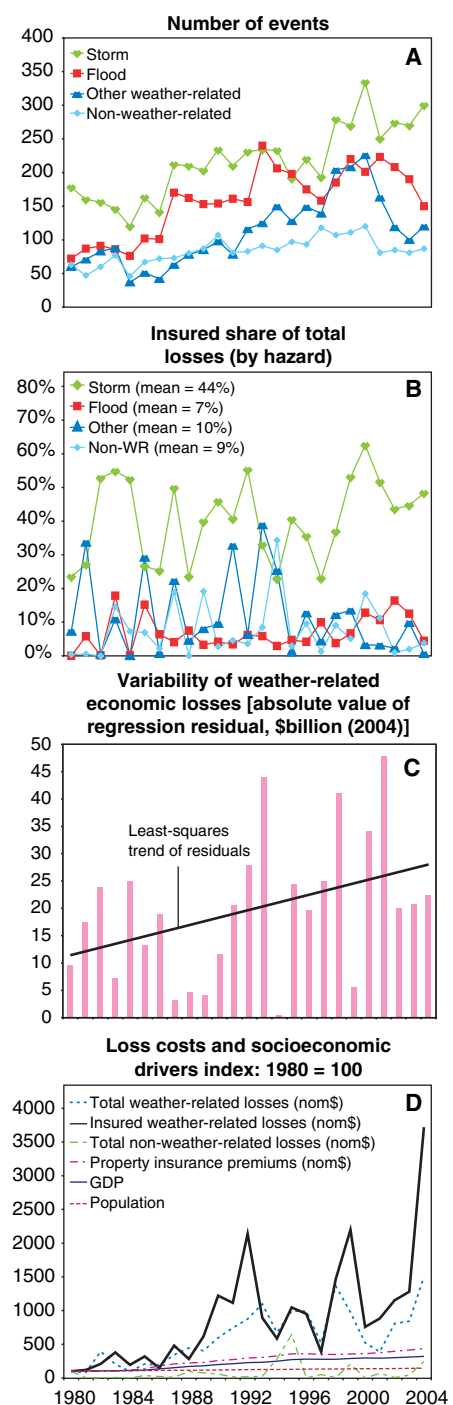 Number of events
A
400
350
300
250
200
150
100
50
0
Storm
Flood
Other weather-related
Non-weather-related
Insured share of total
losses (by hazard)
B
80%
70%
60%
50%
40%
30%
20%
10%
0%
Storm (mean = 44%)
Flood (mean = 7%)
Other (mean = 10%)
Non-WR (mean = 9%)
Variability of weather-related
economic losses [absolute value of
regression residual, $billion (2004)]
C
50
45
40
35
30
25
20
15
10
5
0
Least-squares
trend of residuals
Loss costs and socioeconomic
drivers index: 1980 = 100
D
4000
3500
3000
2500
2000
1500
1000
500
0
Total weather-related losses (nom$)
Insured weather-related losses (nom$)
Total non-weather-related losses (nom$)
Property insurance premiums (nom$)
GDP
Population
1980 1984 1988 1992 1996 2000 2004